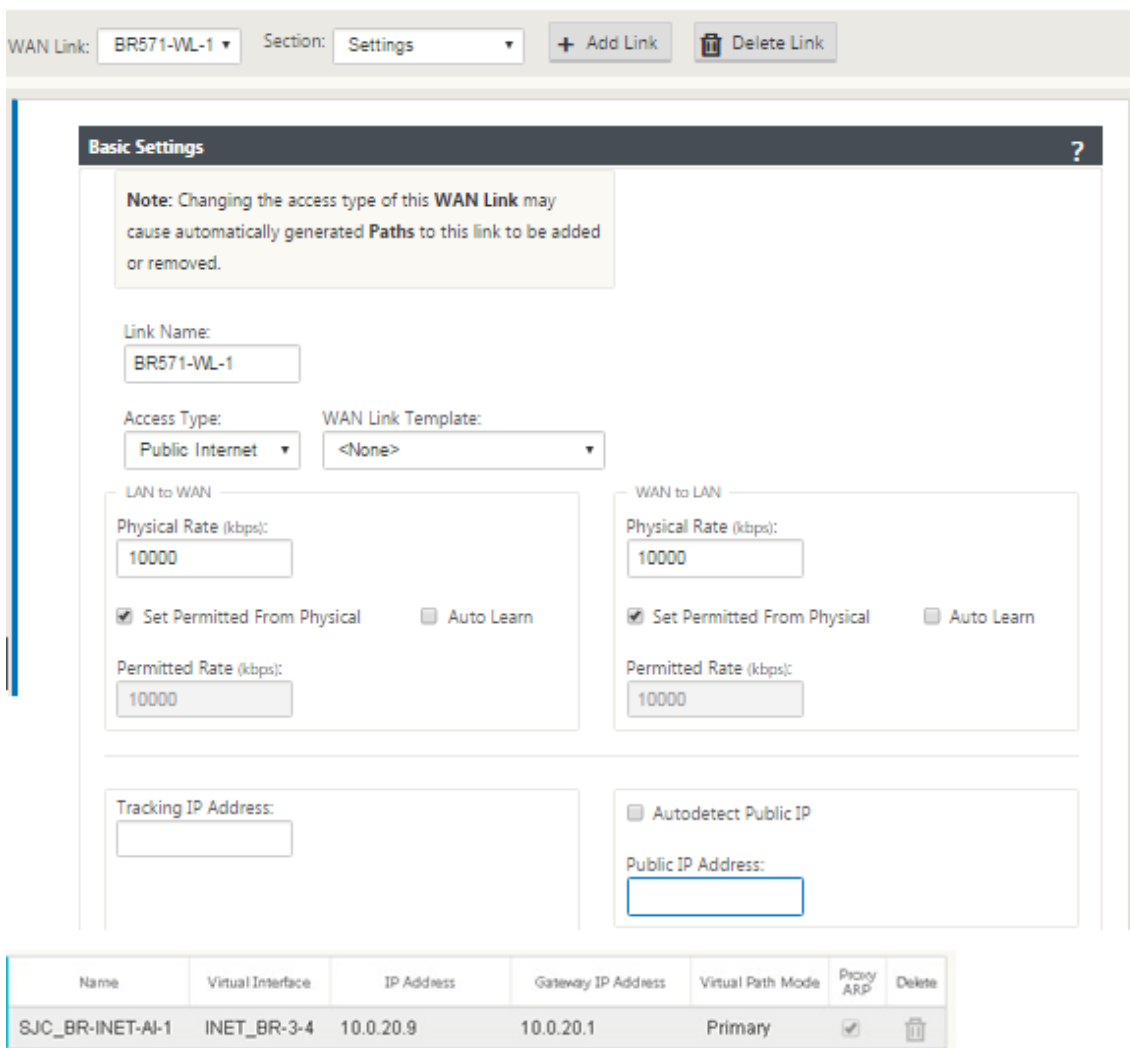 WAN Link: BR571-WL-1 Section: Settings + Add Link Delete Link
Basic Settings ?
Note: Changing the access type of this WAN Link may
cause automatically generated Paths to this link to be added
or removed.
Link Name:
BR571-WL-1
Access Type: WAN Link Template:
Public Internet <None>
LAN to WAN WAN to LAN
Physical Rate (kbps): Physical Rate (kbps):
10000 10000
Set Permitted From Physical Auto Learn Set Permitted From Physical Auto Learn
Permitted Rate (kbps): Permitted Rate (kbps):
10000 10000
Tracking IP Address: Autodetect Public IP
Public IP Address:
Name Virtual Interface IP Address Gateway IP Address Virtual Path Mode Proxy ARP Delete
SJC_BR-INET-AI-1 INET_BR-3-4 10.0.20.9 10.0.20.1 Primary